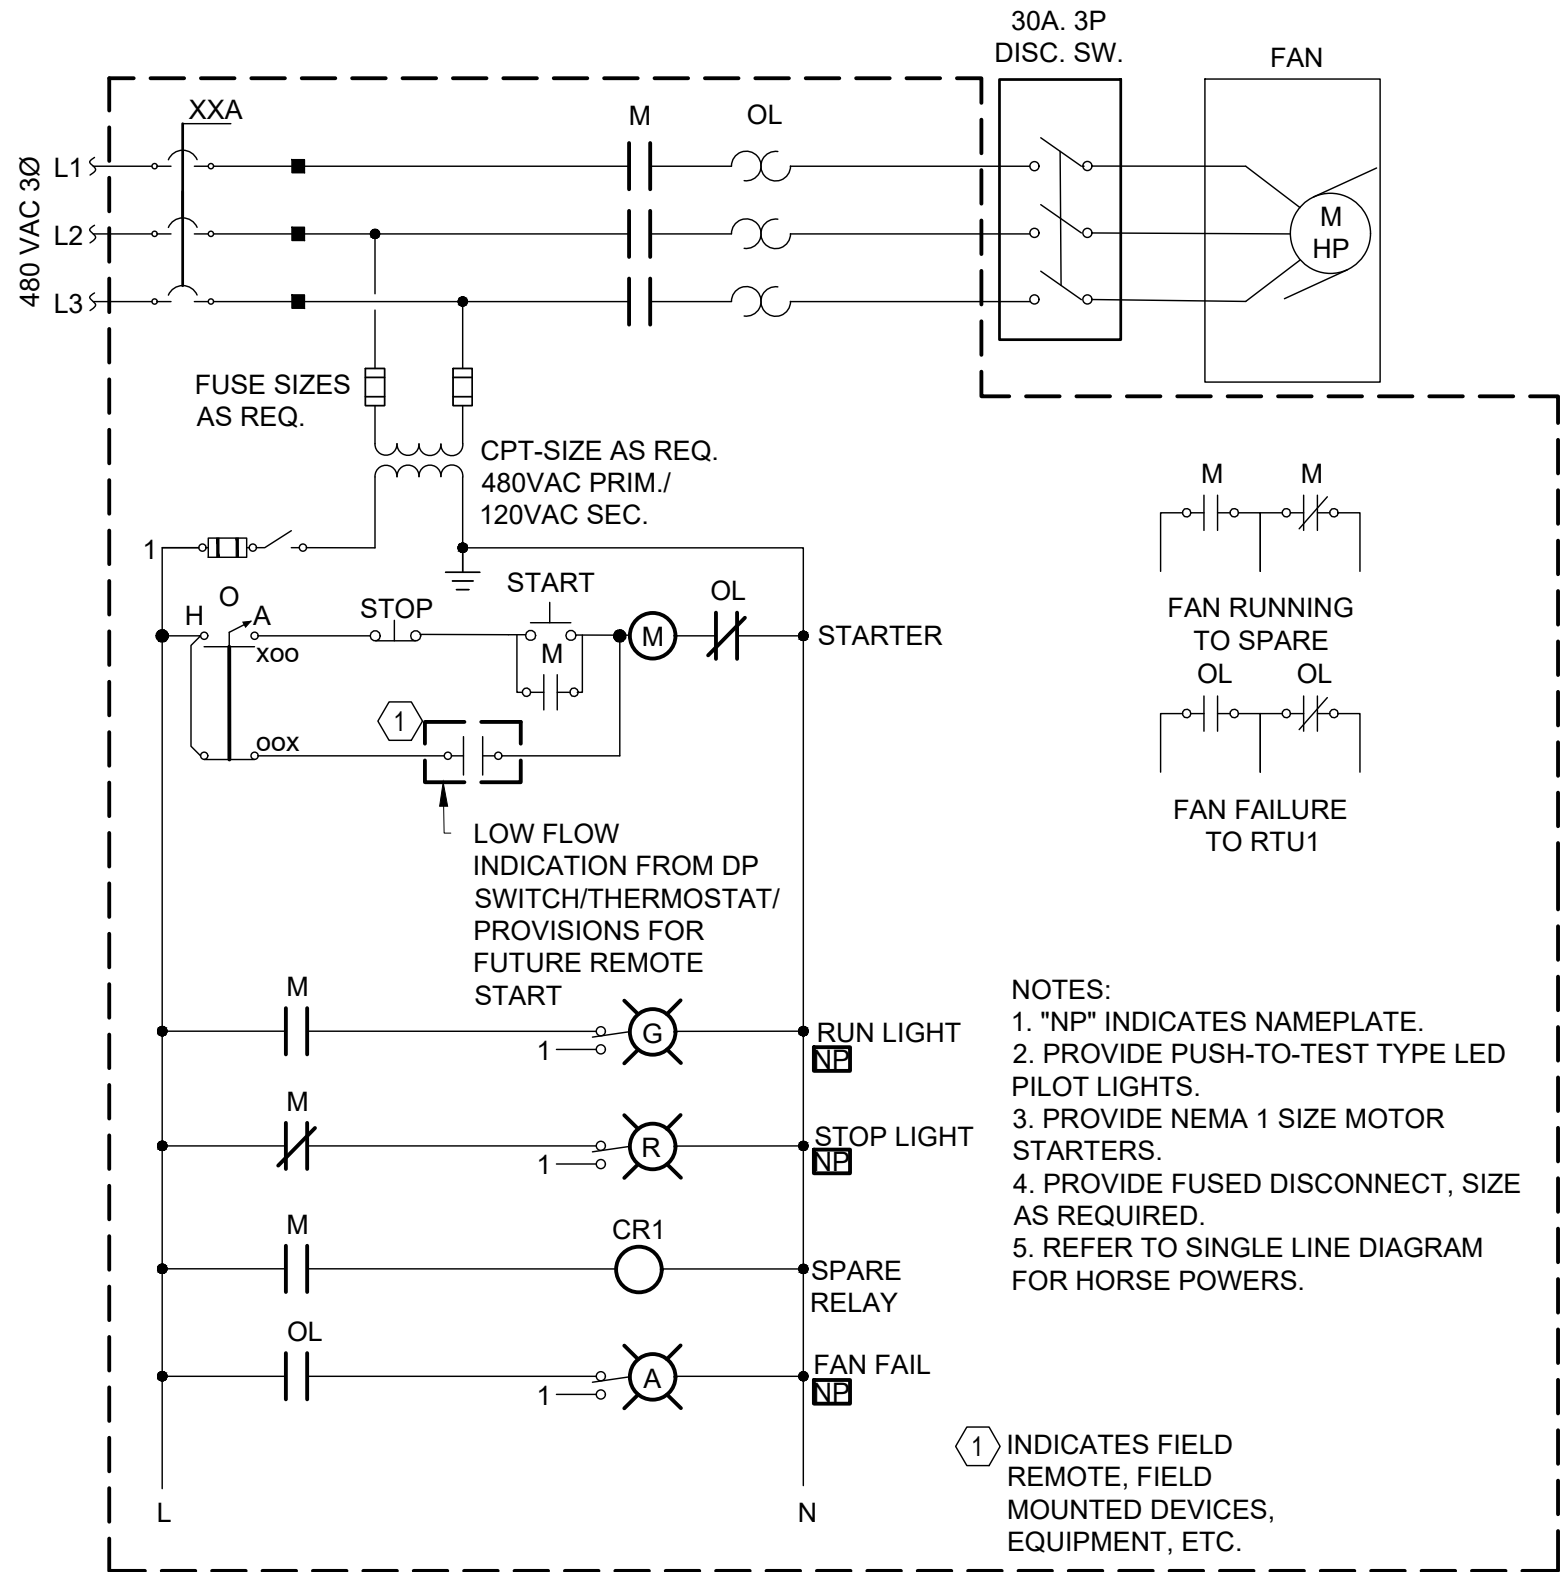 30A. 3P
DISC. SW.
FAN
XXA
M
OL
480 VAC 3Ø
L1
L2
L3
M
HP
FUSE SIZES
AS REQ.
CPT-SIZE AS REQ.
480VAC PRIM./
120VAC SEC.
M
M
1
START
FAN RUNNING
TO SPARE
H
O
A
STOP
OL
xoo
M
M
STARTER
OL
OL
1
oox
FAN FAILURE
TO RTU1
LOW FLOW
INDICATION FROM DP
SWITCH/THERMOSTAT/
PROVISIONS FOR
FUTURE REMOTE
START
M
G
1
RUN LIGHT
NP
M
R
1
STOP LIGHT
NP
M
CR1
SPARE
RELAY
OL
A
1
FAN FAIL
NP
L
N
NOTES:
1. "NP" INDICATES NAMEPLATE.
2. PROVIDE PUSH-TO-TEST TYPE LED
PILOT LIGHTS.
3. PROVIDE NEMA 1 SIZE MOTOR
STARTERS.
4. PROVIDE FUSED DISCONNECT, SIZE
AS REQUIRED.
5. REFER TO SINGLE LINE DIAGRAM
FOR HORSE POWERS.
1
INDICATES FIELD
REMOTE, FIELD
MOUNTED DEVICES,
EQUIPMENT, ETC.